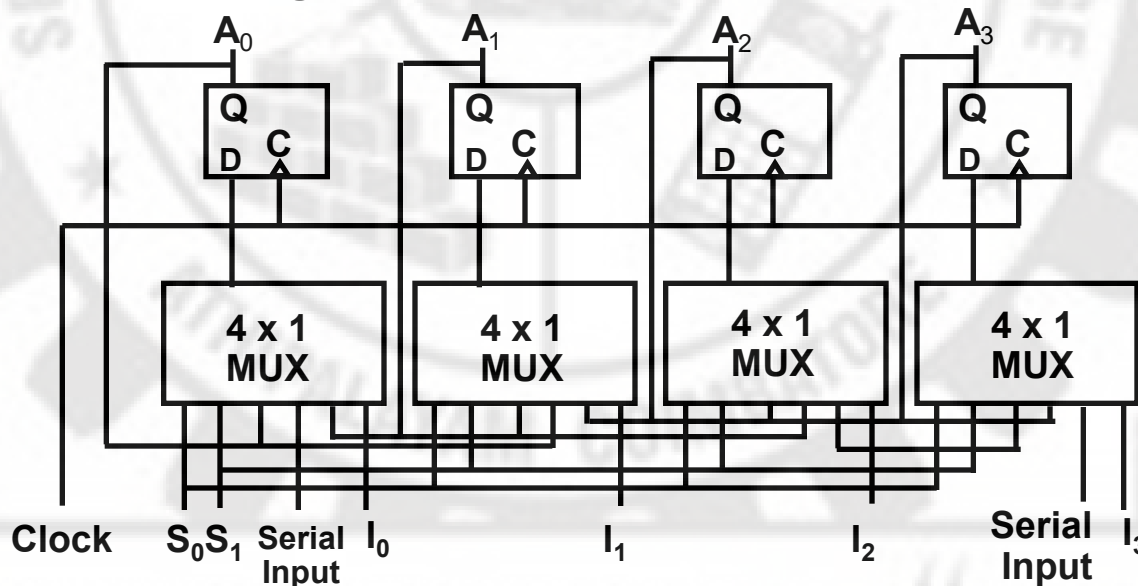 A0 A1 A2 A3
Q Q Q Q
D C D C D C D C
4 x 1 4 x 1 4 x 1 4 x 1
MUX MUX MUX MUX
Clock S0S1 Serial I0 I1 I2 Serial I3
Input Input